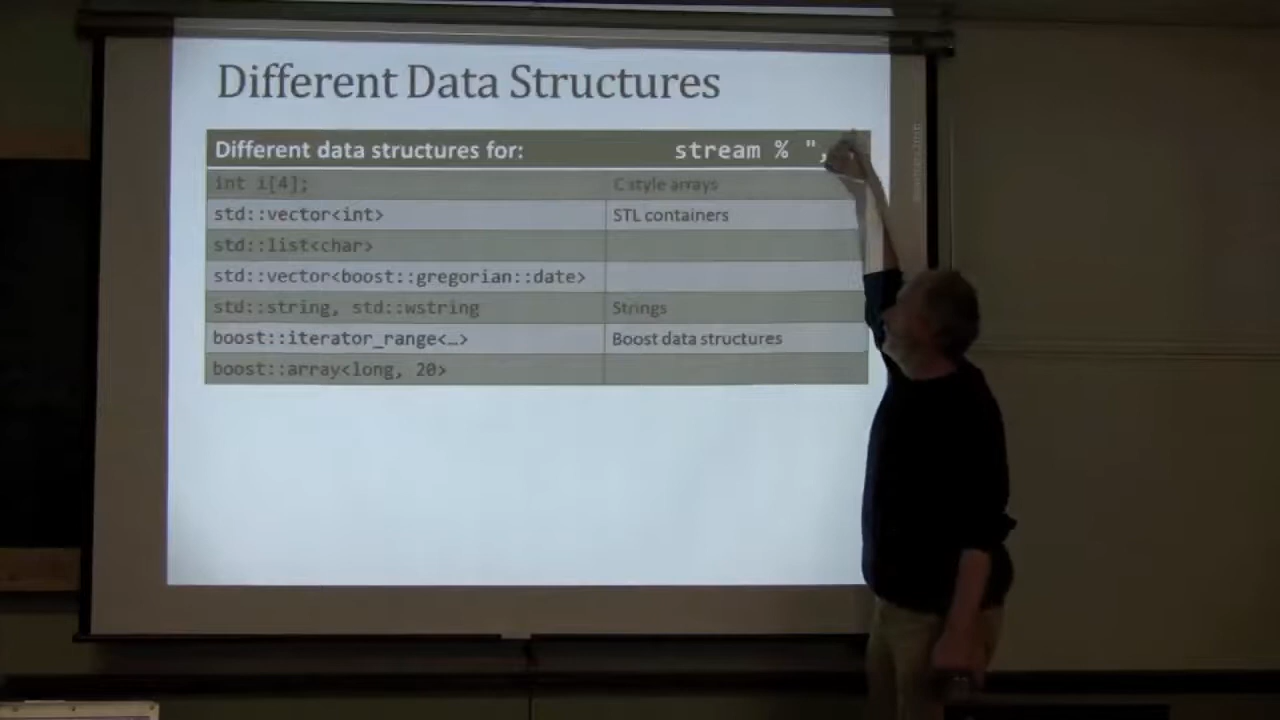 Different Data Structures
Different data structures for: stream % ",
int i[4]; C style arrays
std::vector<int> STL containers
std::list<char>
std::vector<boost::gregorian::date>
std::string, std::wstring Strings
boost::iterator_range<…> Boost data structures
boost::array<long, 20>